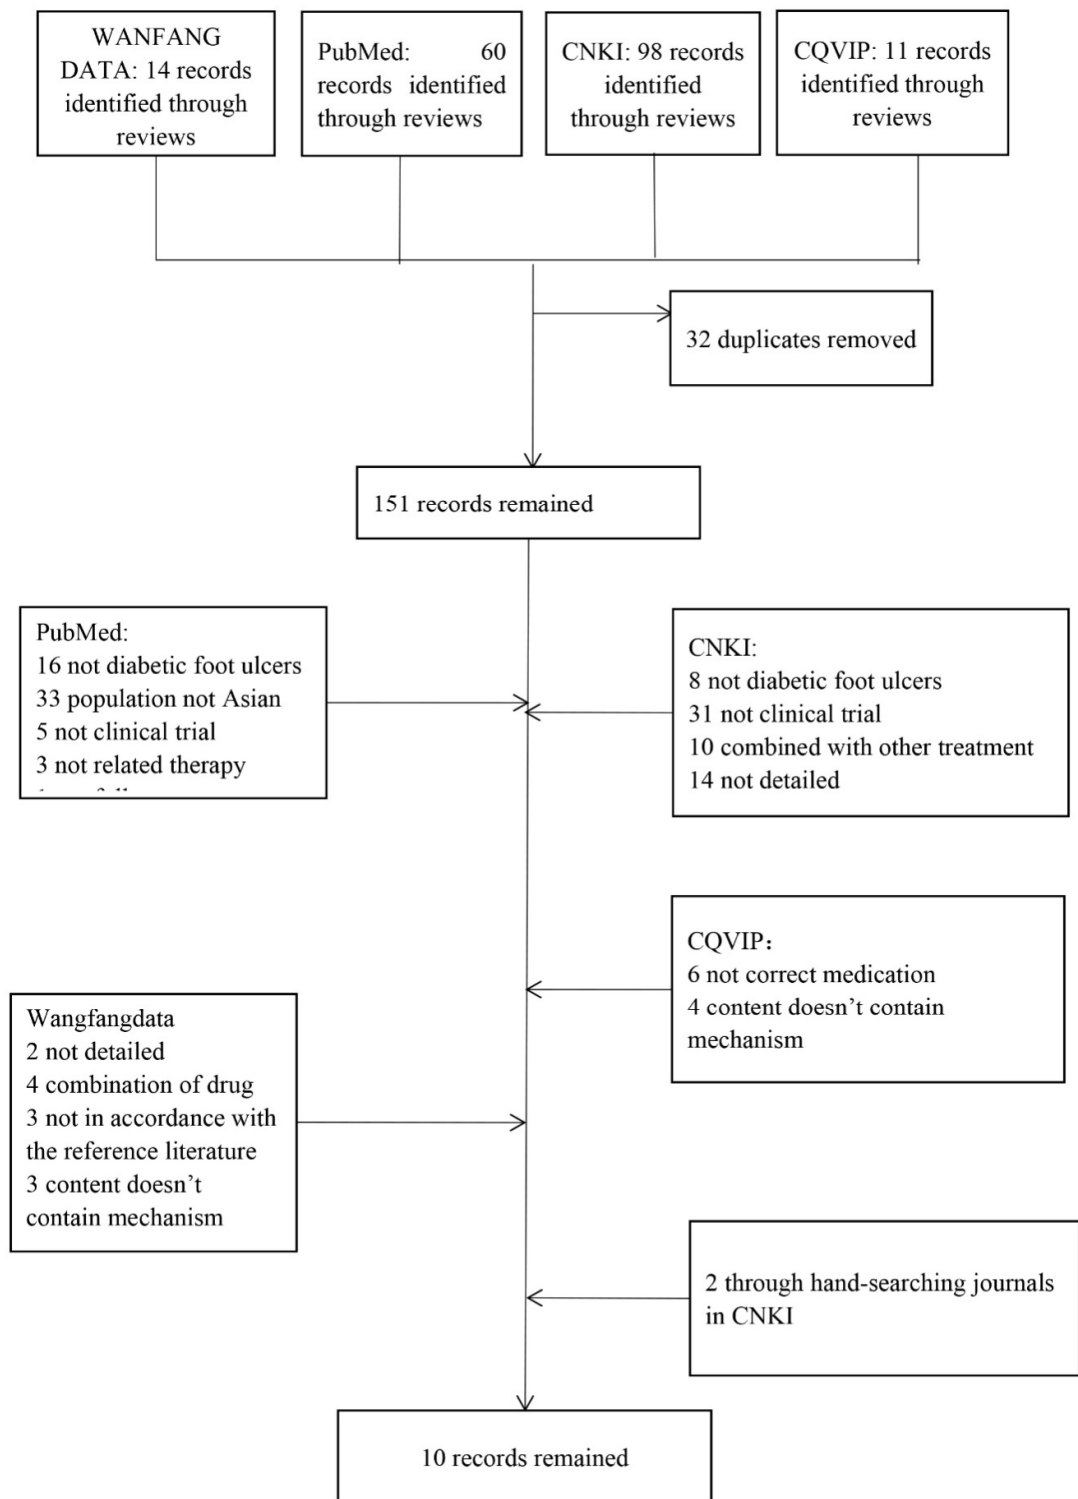 WANFANG
DATA: 14 records
identified through
reviews
PubMed: 60
records identified
through reviews
CNKI: 98 records
identified
through reviews
CQVIP: 11 records
identified through
reviews
32 duplicates removed
151 records remained
PubMed:
16 not diabetic foot ulcers
33 population not Asian
5 not clinical trial
3 not related therapy
CNKI:
8 not diabetic foot ulcers
31 not clinical trial
10 combined with other treatment
14 not detailed
CQVIP：
6 not correct medication
4 content doesn’t contain
mechanism
Wangfangdata
2 not detailed
4 combination of drug
3 not in accordance with
the reference literature
3 content doesn’t
contain mechanism
2 through hand-searching journals
in CNKI
10 records remained